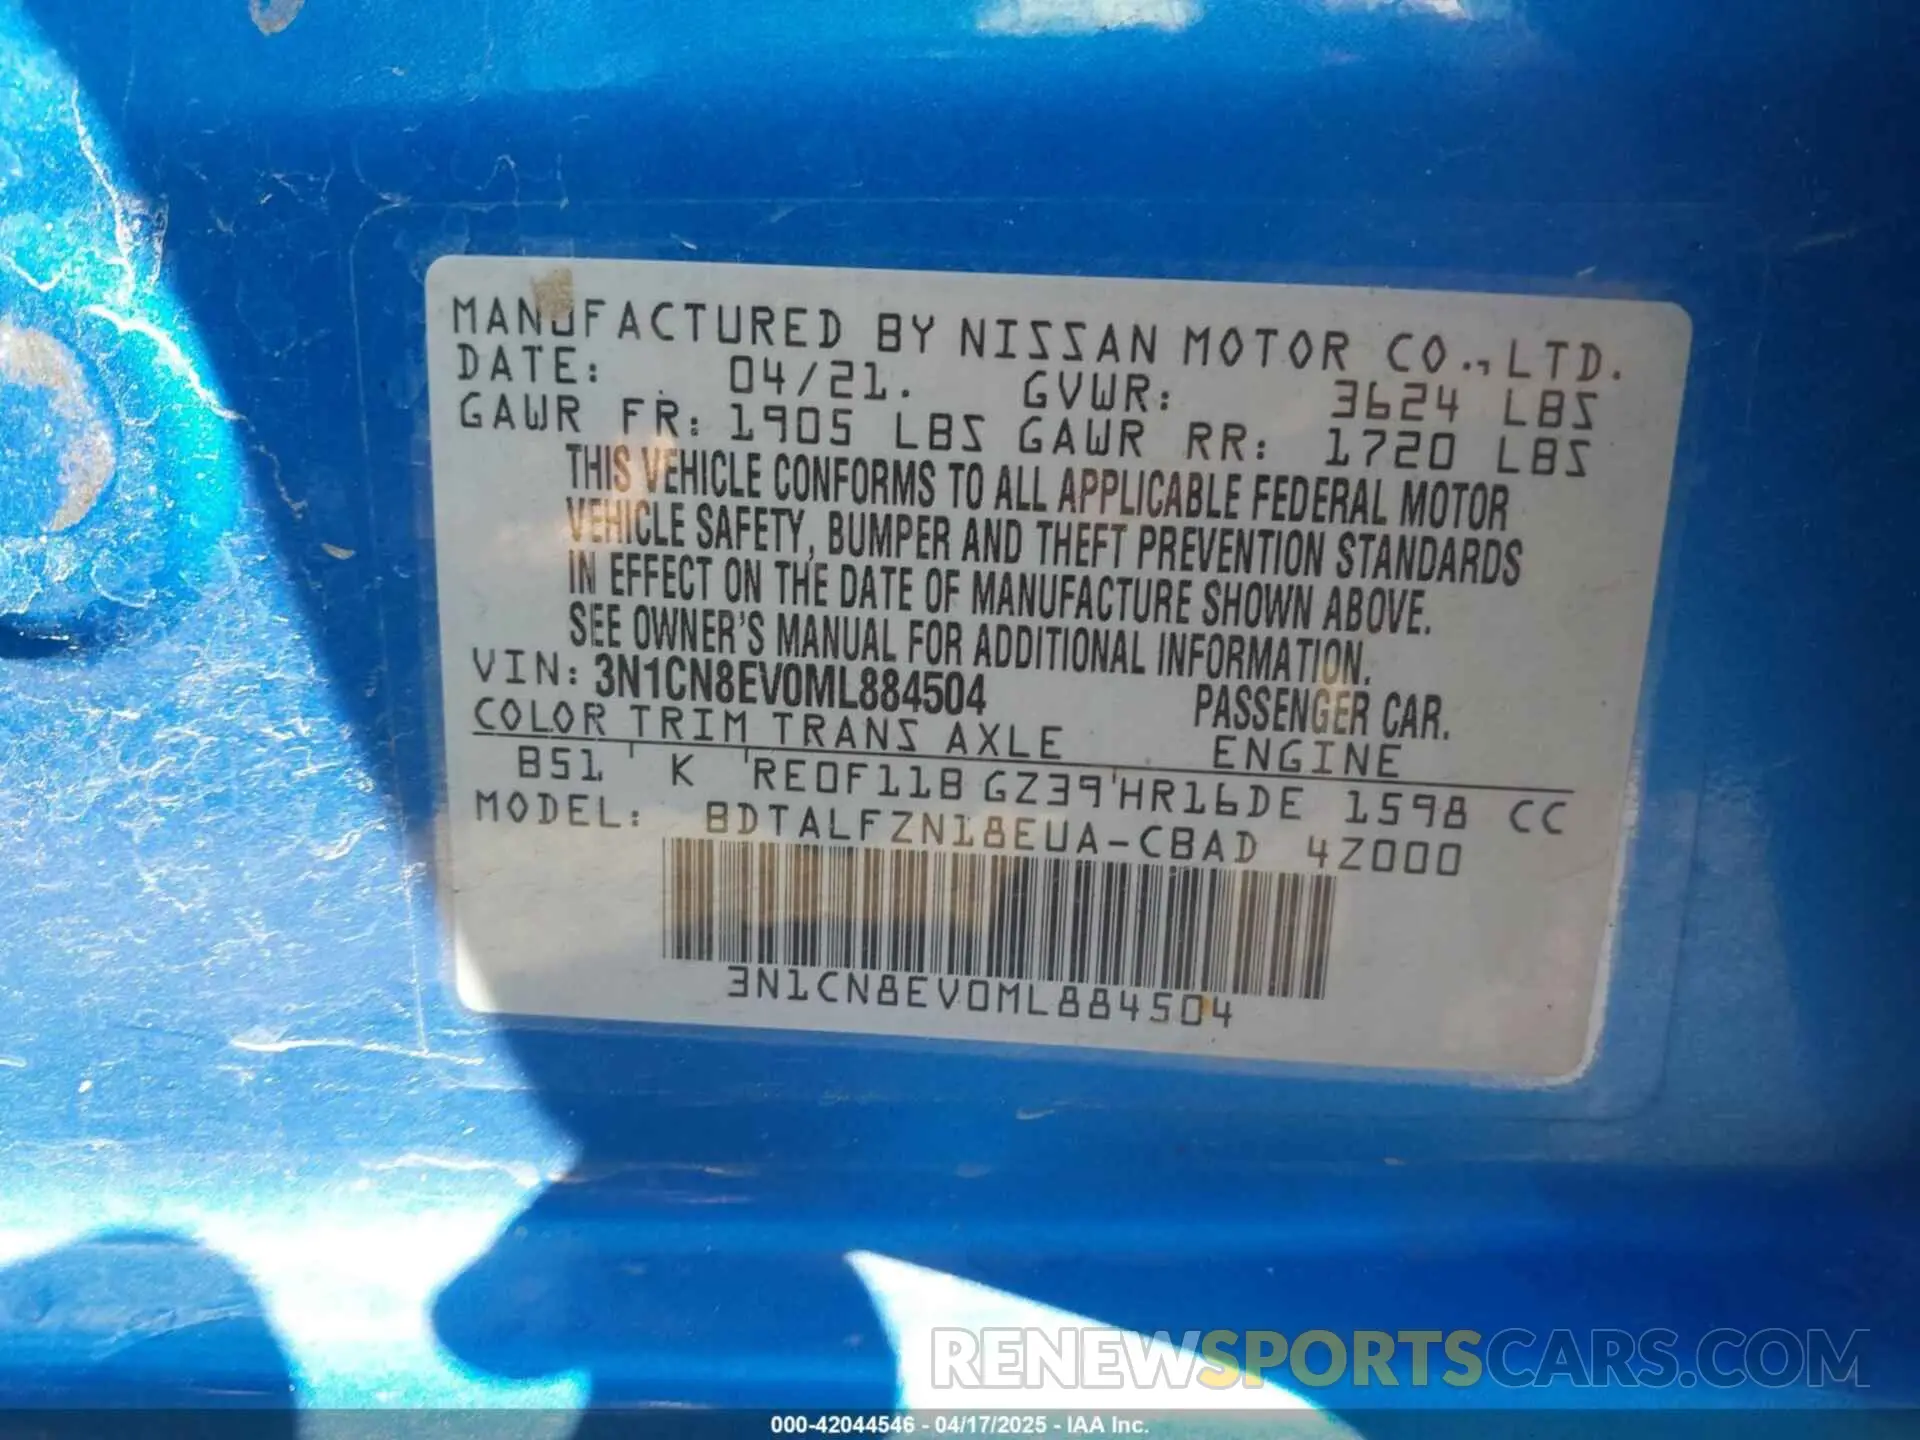 MANUFACTURED BY NISSAN MOTOR CO., LTD.
DATE: 04/21. GVWR: 3624 LBS
GAWR FR: 1905 LBS GAWR RR: 1720 LBS
THIS VEHICLE CONFORMS TO ALL APPLICABLE FEDERAL MOTOR
VEHICLE SAFETY, BUMPER AND THEFT PREVENTION STANDARDS
IN EFFECT ON THE DATE OF MANUFACTURE SHOWN ABOVE.
SEE OWNER'S MANUAL FOR ADDITIONAL INFORMATION.
VIN: 3N1CN8EV0ML884504 PASSENGER CAR.
COLOR TRIM TRANS AXLE ENGINE
B51 K RE0F11B GZ39 HR16DE 1598 CC
MODEL: BDTALFZN18EUA-CBAD 4Z000
3N1CN8EV0ML884504
RENEWSPORTSCARS.COM
000-42044546 - 04/17/2025 - IAA Inc.